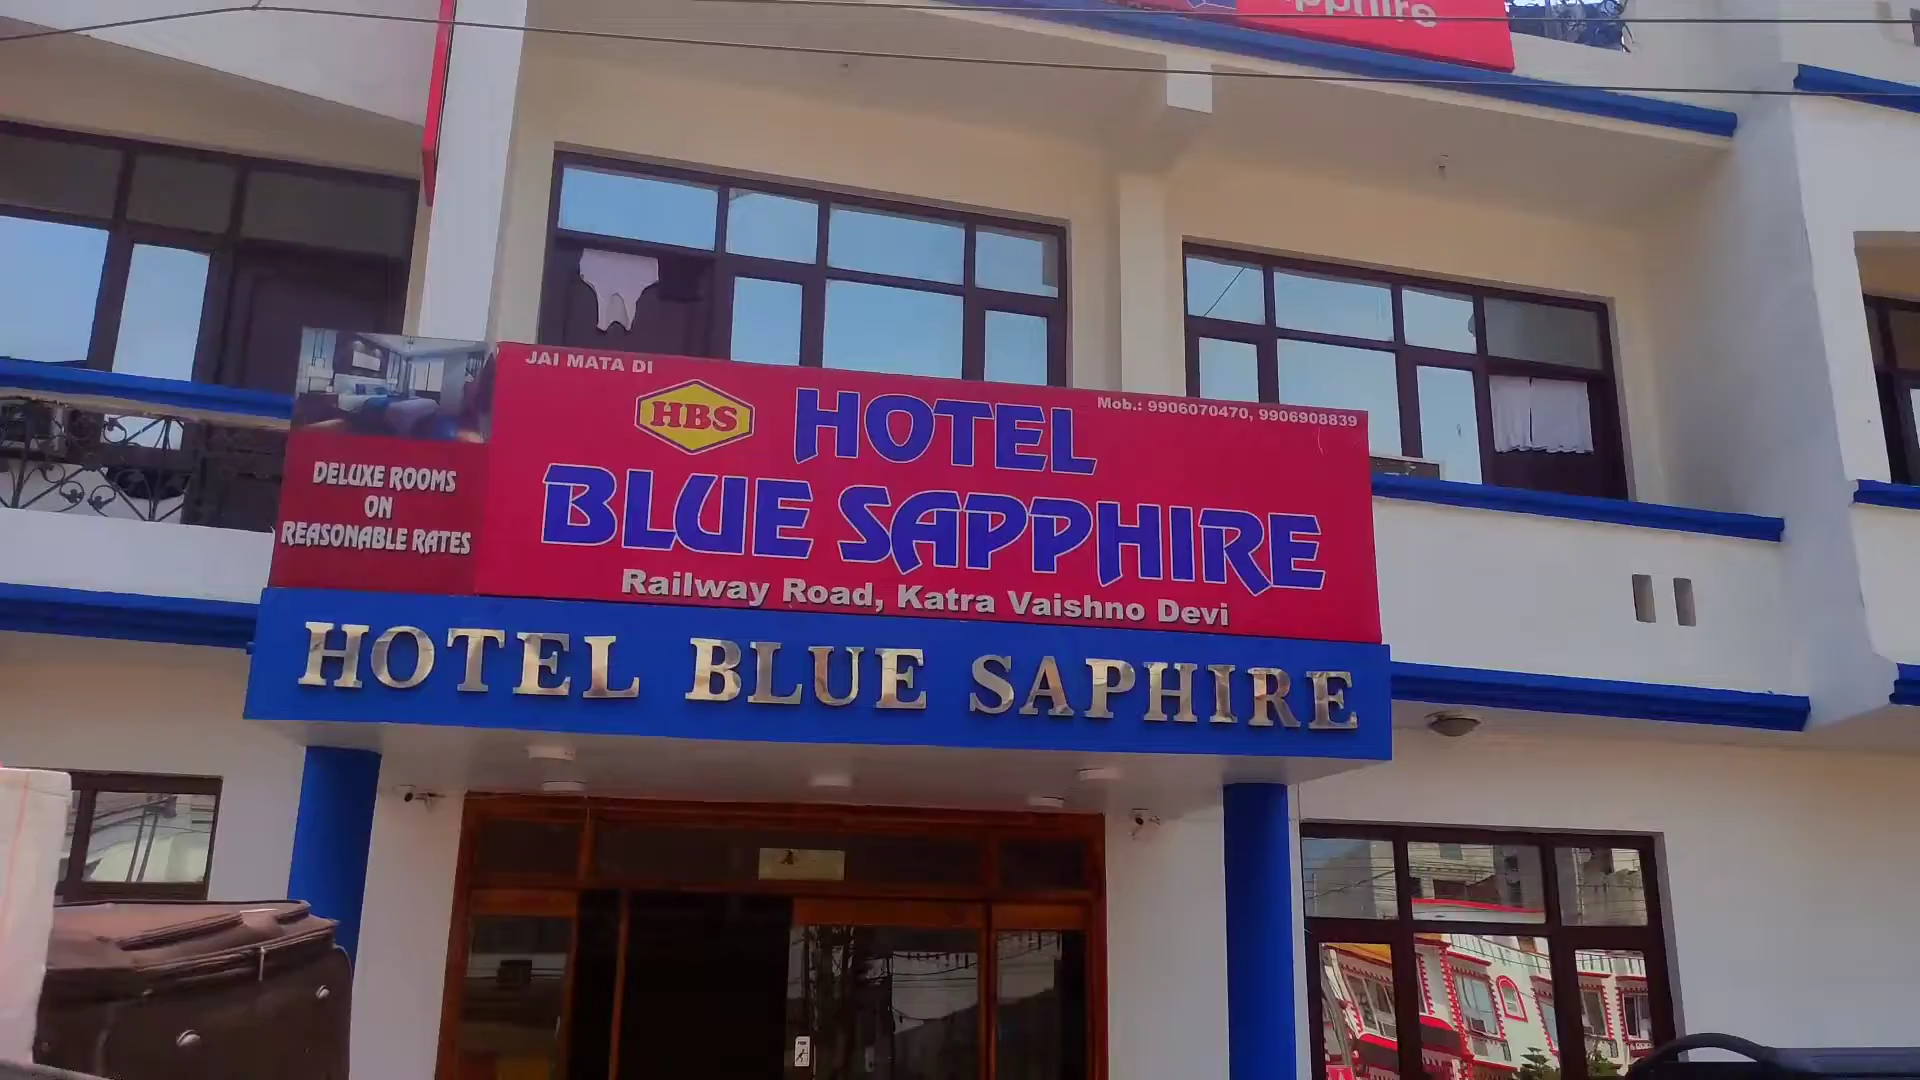 pphire
JAI MATA DI
HBS
HOTEL
Mob.: 9906070470, 9906908839
BLUE SAPPHIRE
Railway Road, Katra Vaishno Devi
DELUXE ROOMS
ON
REASONABLE RATES
HOTEL BLUE SAPHIRE